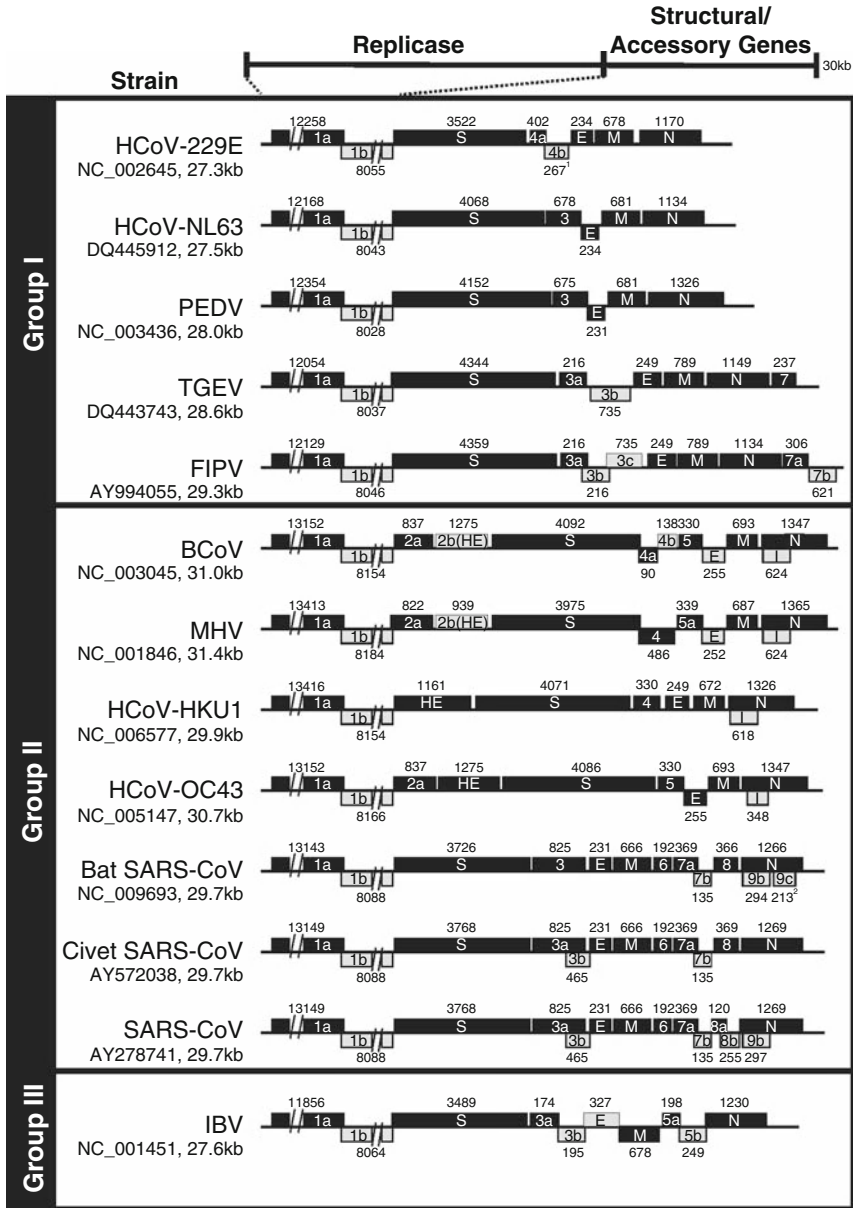 Structural/
Replicase Accessory Genes
30kb
Strain
Group I
12258 3522 402 234 678 1170
HCoV-229E 1a S 4a E M N
1b 4b
NC_002645, 27.3kb 8055 267¹
12168 4068 678 681 1134
HCoV-NL63 1a S 3 M N
1b E
DQ445912, 27.5kb 8043 234
12354 4152 675 681 1326
PEDV 1a S 3 M N
1b E
NC_003436, 28.0kb 8028 231
12054 4344 216 249 789 1149 237
TGEV 1a S 3a E M N 7
1b 3b
DQ443743, 28.6kb 8037 735
12129 4359 216 735 249 789 1134 306
FIPV 1a S 3a 3c E M N 7a
1b 3b 7b
AY994055, 29.3kb 8046 216 621
Group II
13152 837 1275 4092 138 330 693 1347
BCoV 1a 2a 2b(HE) S 4b 5 M N
1b 4a E I
NC_003045, 31.0kb 8154 90 255 624
13413 822 939 3975 339 687 1365
MHV 1a 2a 2b(HE) S 5a M N
1b 4 E I
NC_001846, 31.4kb 8184 486 252 624
13416 1161 4071 330 249 672 1326
HCoV-HKU1 1a HE S 4 E M N
1b I
NC_006577, 29.9kb 8154 618
13152 837 1275 4086 330 693 1347
HCoV-OC43 1a 2a HE S 5 M N
1b E I
NC_005147, 30.7kb 8166 255 348
13143 3726 825 231 666 192 369 366 1266
Bat SARS-CoV 1a S 3 E M 6 7a 8 N
1b 7b 9b 9c
NC_009693, 29.7kb 8088 135 294 213²
13149 3768 825 231 666 192 369 369 1269
Civet SARS-CoV 1a S 3a E M 6 7a 8 N
1b 3b 7b
AY572038, 29.7kb 8088 465 135
13149 3768 825 231 666 192 369 120 1269
SARS-CoV 1a S 3a E M 6 7a 8a N
1b 3b 7b 8b 9b
AY278741, 29.7kb 8088 465 135 255 297
Group III
11856 3489 174 327 198 1230
IBV 1a S 3a E 5a N
1b 3b M 5b
NC_001451, 27.6kb 8064 195 678 249